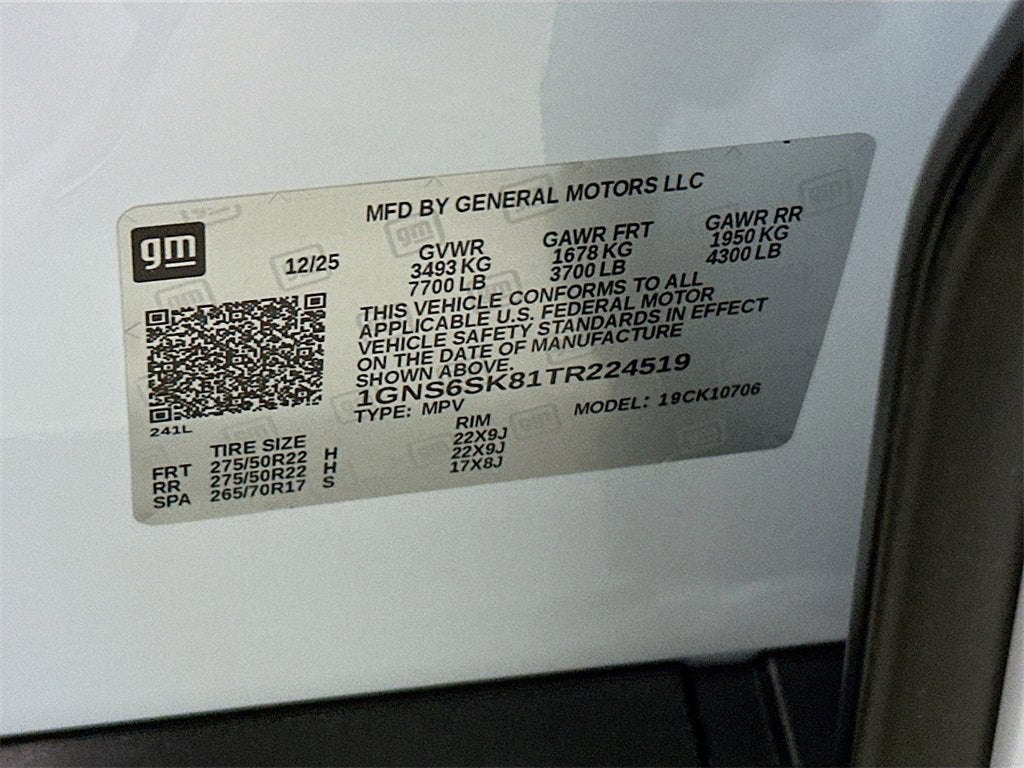 gm
MFD BY GENERAL MOTORS LLC
12/25
GVWR
3493 KG
7700 LB
GAWR FRT
1678 KG
3700 LB
GAWR RR
1950 KG
4300 LB
THIS VEHICLE CONFORMS TO ALL
APPLICABLE U.S. FEDERAL MOTOR
VEHICLE SAFETY STANDARDS IN EFFECT
ON THE DATE OF MANUFACTURE
SHOWN ABOVE.
1GNS6SK81TR224519
TYPE: MPV
MODEL: 19CK10706
241L
TIRE SIZE RIM
FRT 275/50R22 H 22X9J
RR 275/50R22 H 22X9J
SPA 265/70R17 S 17X8J